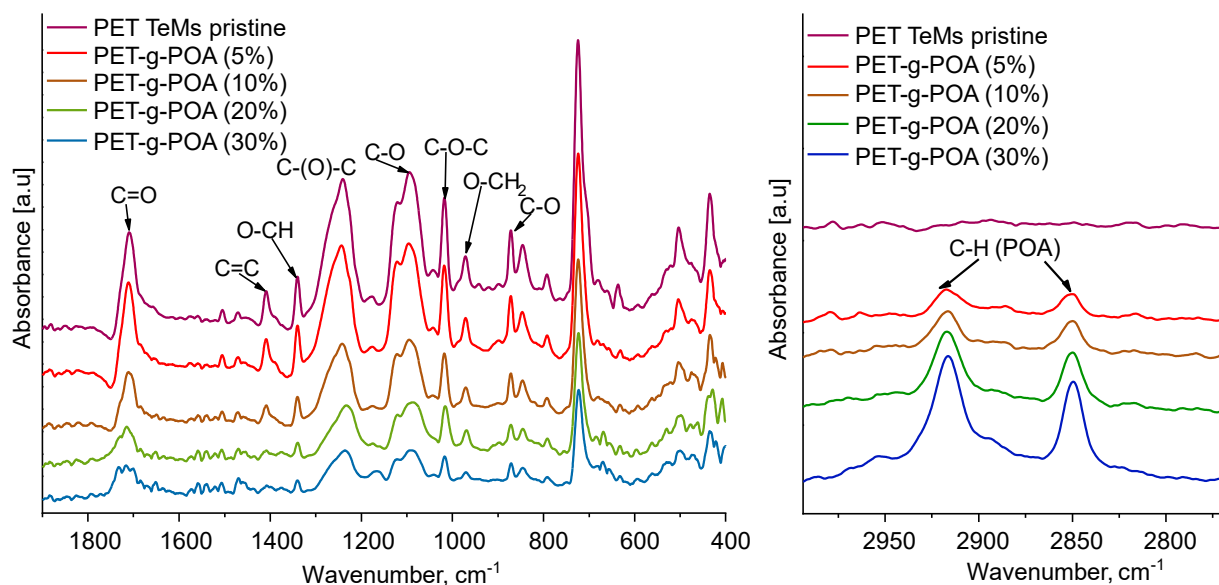 PET TeMs pristine
PET-g-POA (5%)
PET-g-POA (10%)
PET-g-POA (20%)
PET-g-POA (30%)
C=O
C=C
O-CH
C-(O)-C
C-O
C-O-C
O-CH₂
C-O
Absorbance [a.u]
1800 1600 1400 1200 1000 800 600 400
Wavenumber, cm⁻¹
PET TeMs pristine
PET-g-POA (5%)
PET-g-POA (10%)
PET-g-POA (20%)
PET-g-POA (30%)
C-H (POA)
Absorbance [a.u]
2950 2900 2850 2800
Wavenumber, cm⁻¹